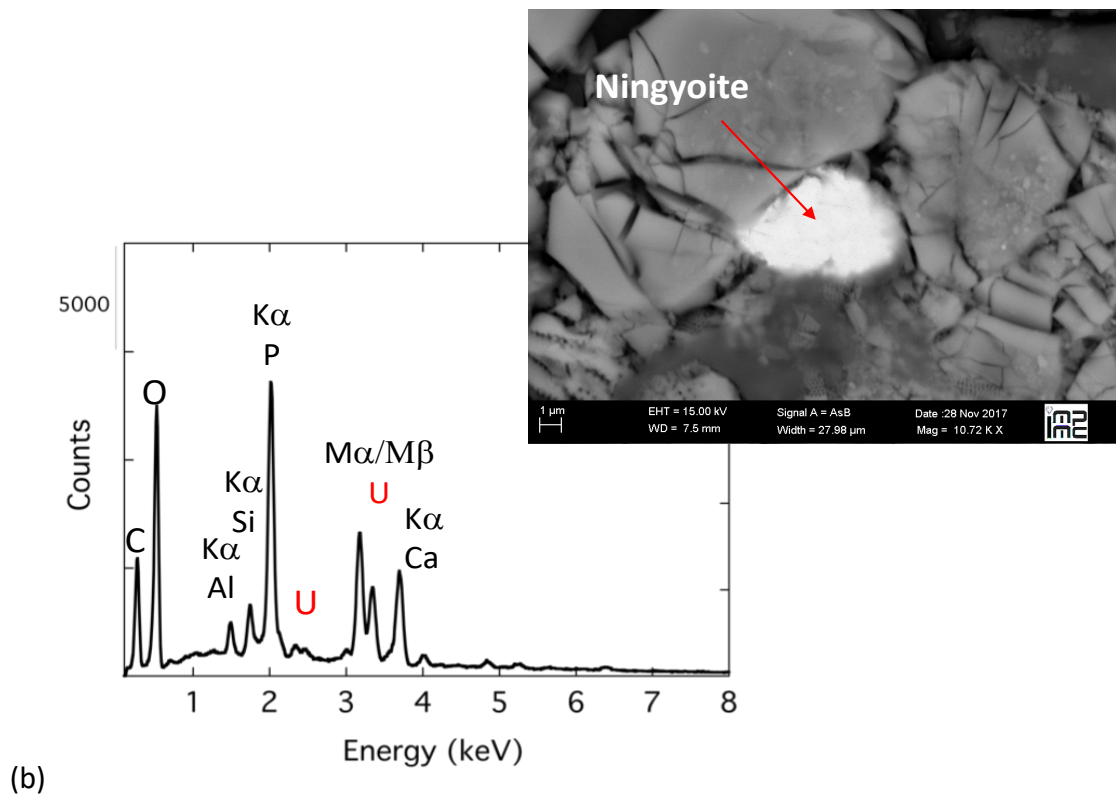 Ningyoite
1 µm
EHT = 15.00 kV
WD = 7.5 mm
Signal A = AsB
Width = 27.98 µm
Date :28 Nov 2017
Mag = 10.72 K X
5000
Counts
C
O
Kα
Al
Kα
Si
Kα
P
U
Mα/Mβ
U
Kα
Ca
1 2 3 4 5 6 7 8
Energy (keV)
(b)